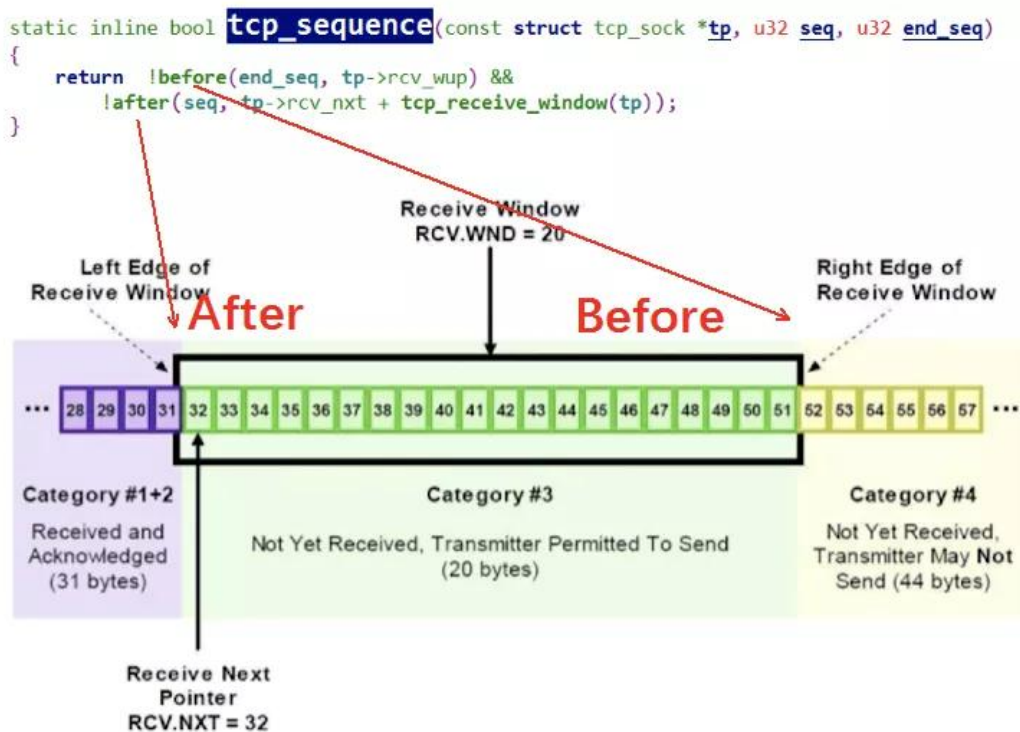 static inline bool tcp_sequence(const struct tcp_sock *tp, u32 seq, u32 end_seq)
{
return !before(end_seq, tp->rcv_wup) &&
!after(seq, tp->rcv_nxt + tcp_receive_window(tp));
}
Receive Window
RCV.WND = 20
Left Edge of
Receive Window
Right Edge of
Receive Window
After
Before
... 28 29 30 31 32 33 34 35 36 37 38 39 40 41 42 43 44 45 46 47 48 49 50 51 52 53 54 55 56 57 ...
Category #1+2
Received and
Acknowledged
(31 bytes)
Category #3
Not Yet Received, Transmitter Permitted To Send
(20 bytes)
Category #4
Not Yet Received,
Transmitter May Not
Send (44 bytes)
Receive Next
Pointer
RCV.NXT = 32